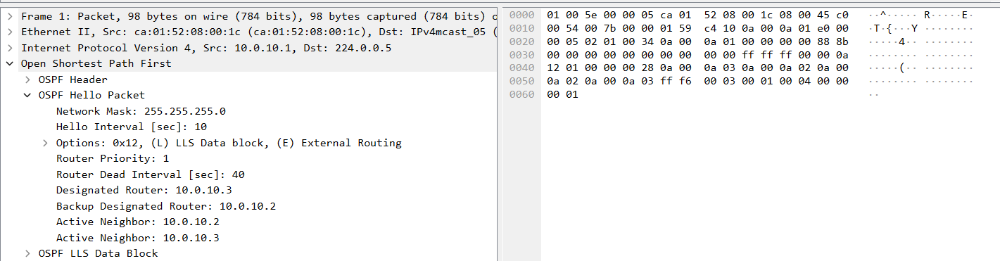 Frame 1: Packet, 98 bytes on wire (784 bits), 98 bytes captured (784 bits) o
Ethernet II, Src: ca:01:52:08:00:1c (ca:01:52:08:00:1c), Dst: IPv4mcast_05 (
Internet Protocol Version 4, Src: 10.0.10.1, Dst: 224.0.0.5
Open Shortest Path First
OSPF Header
OSPF Hello Packet
Network Mask: 255.255.255.0
Hello Interval [sec]: 10
Options: 0x12, (L) LLS Data block, (E) External Routing
Router Priority: 1
Router Dead Interval [sec]: 40
Designated Router: 10.0.10.3
Backup Designated Router: 10.0.10.2
Active Neighbor: 10.0.10.2
Active Neighbor: 10.0.10.3
OSPF LLS Data Block
0000 01 00 5e 00 00 05 ca 01 52 08 00 1c 08 00 45 c0 ··^····· R·····E·
0010 00 54 00 7b 00 00 01 59 c4 10 0a 00 0a 01 e0 00 ·T·{···Y ········
0020 00 05 02 01 00 34 0a 00 0a 01 00 00 00 00 88 8b ·····4·· ········
0030 00 00 00 00 00 00 00 00 00 00 ff ff ff 00 00 0a ········ ········
0040 12 01 00 00 00 28 0a 00 0a 03 0a 00 0a 02 0a 00 ·····(·· ········
0050 0a 02 0a 00 0a 03 ff f6 00 03 00 01 00 04 00 00 ········ ········
0060 00 01 ··